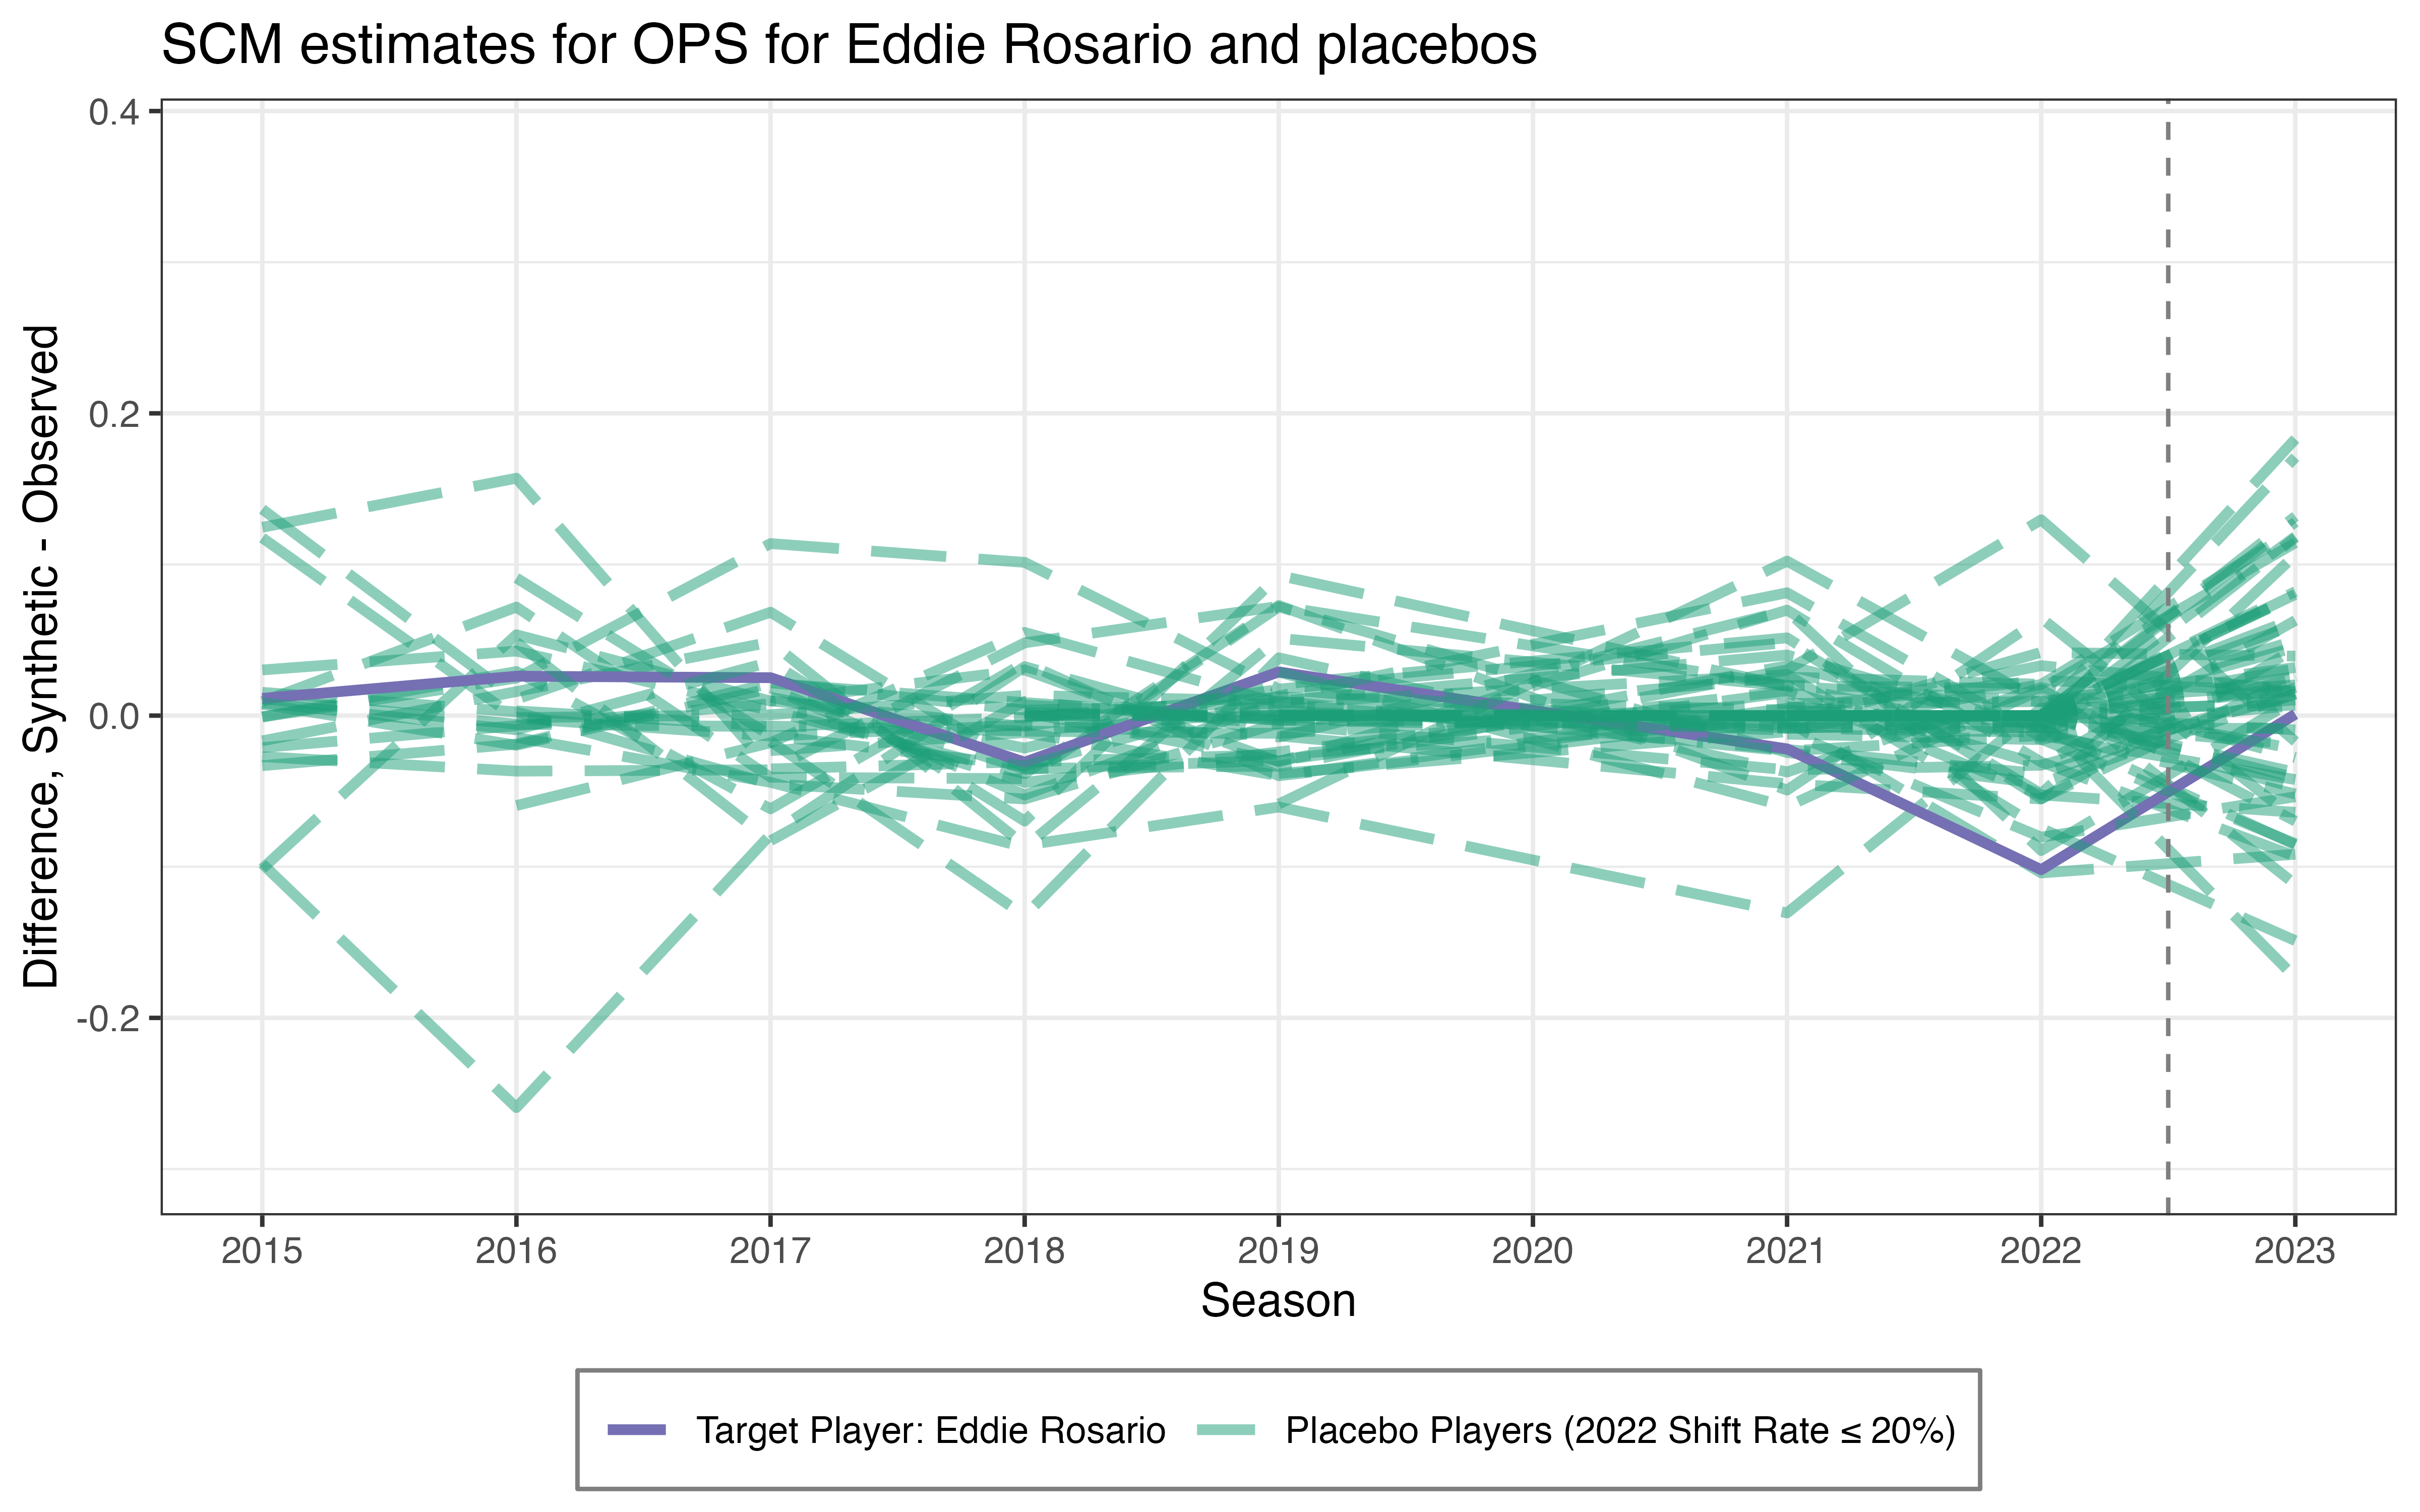 SCM estimates for OPS for Eddie Rosario and placebos
Difference, Synthetic - Observed
0.4
0.2
0.0
-0.2
2015 2016 2017 2018 2019 2020 2021 2022 2023
Season
Target Player: Eddie Rosario Placebo Players (2022 Shift Rate ≤ 20%)